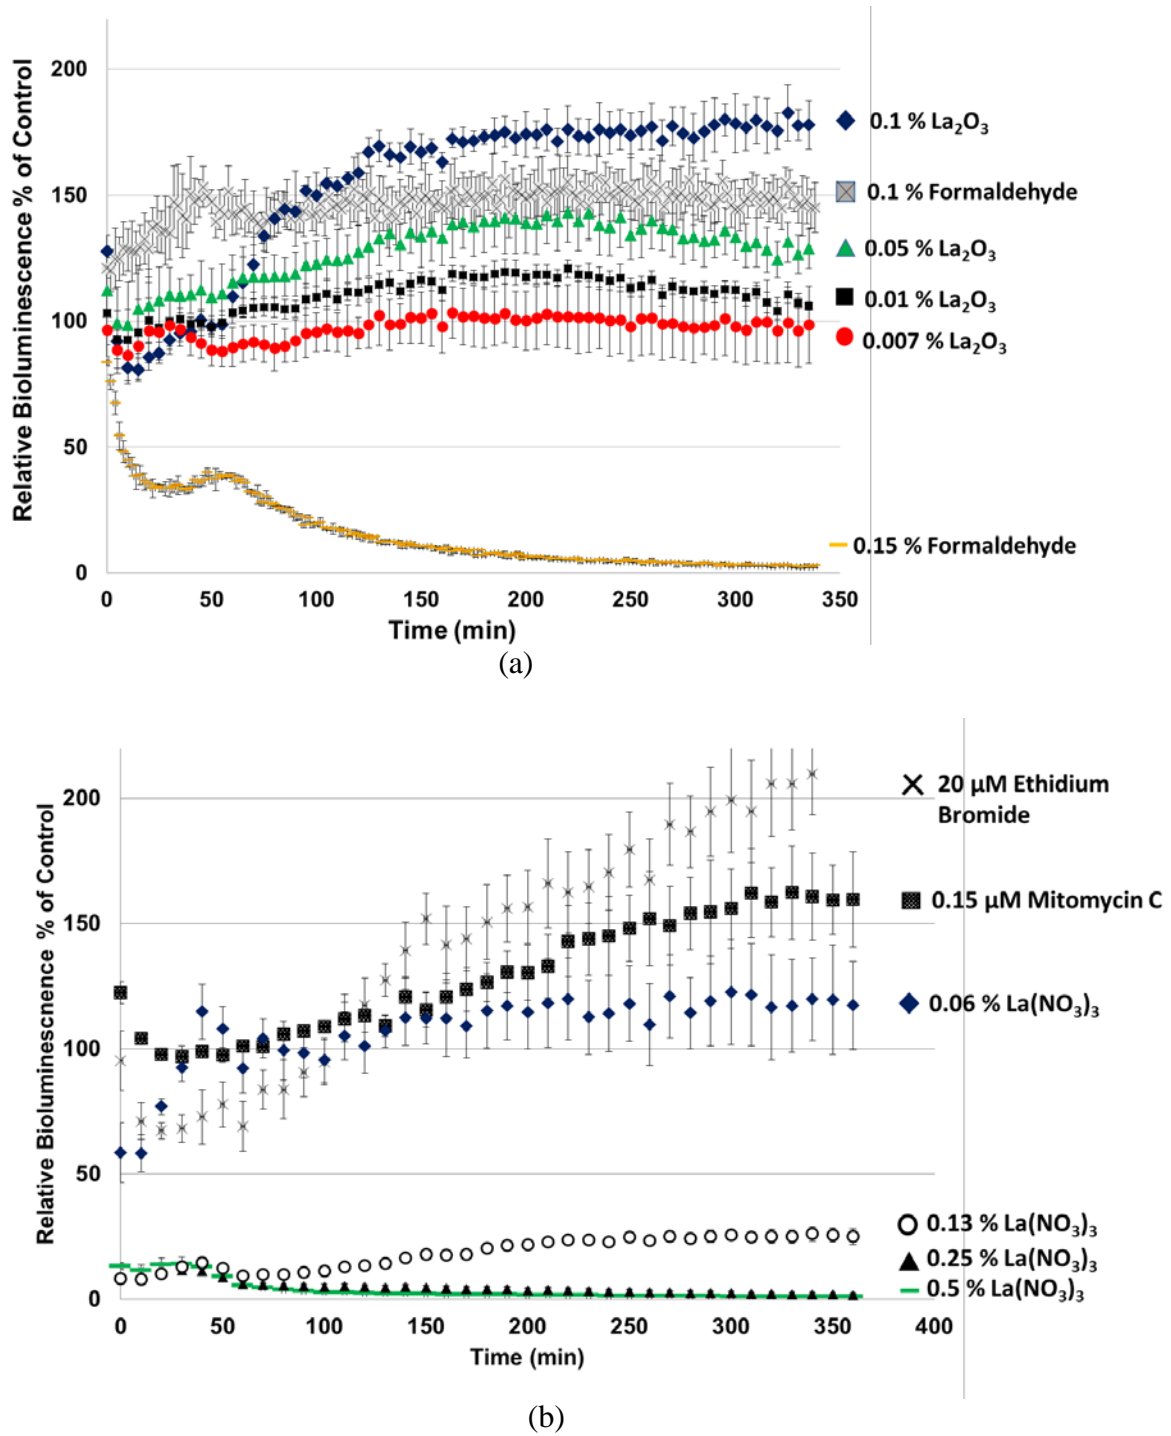 Relative Bioluminescence % of Control
200
150
100
50
0
0 50 100 150 200 250 300 350
Time (min)
0.1 % La₂O₃
0.1 % Formaldehyde
0.05 % La₂O₃
0.01 % La₂O₃
0.007 % La₂O₃
0.15 % Formaldehyde
(a)
Relative Bioluminescnence % of Control
200
150
100
50
0
0 50 100 150 200 250 300 350 400
Time (min)
20 µM Ethidium
Bromide
0.15 µM Mitomycin C
0.06 % La(NO₃)₃
0.13 % La(NO₃)₃
0.25 % La(NO₃)₃
0.5 % La(NO₃)₃
(b)